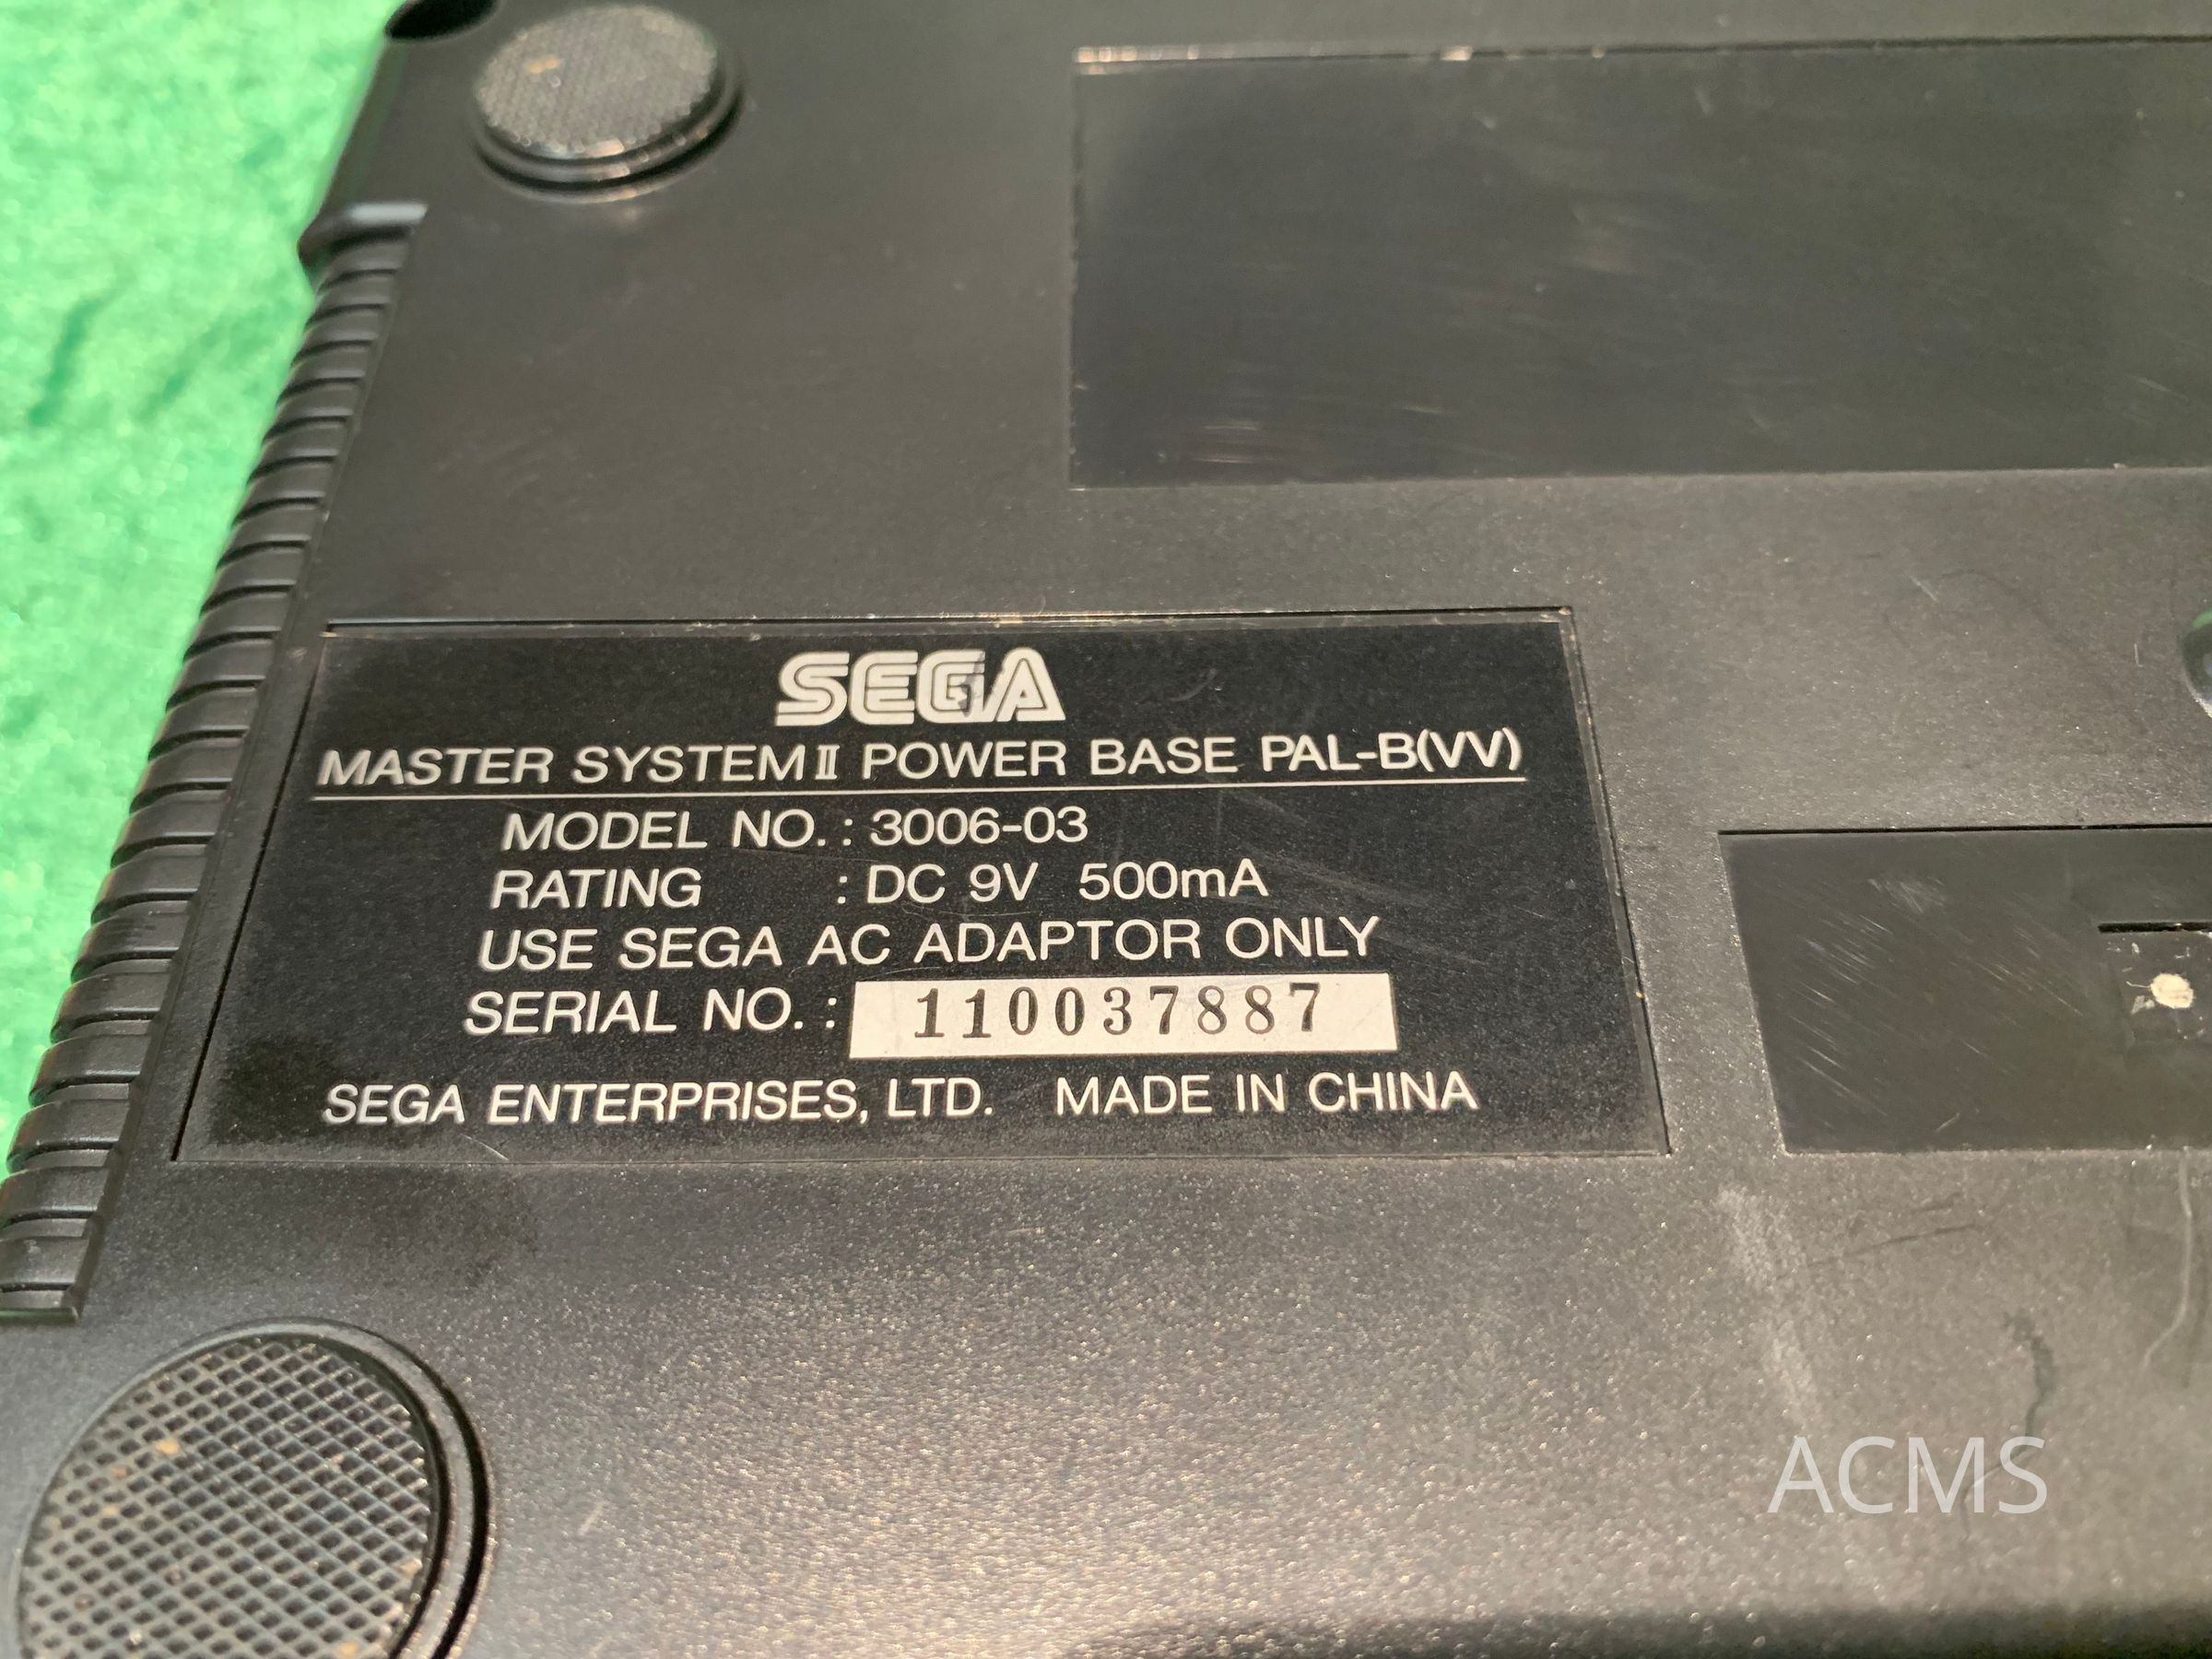 SEGA
MASTER SYSTEM II POWER BASE PAL-B(VV)
MODEL NO. : 3006-03
RATING : DC 9V 500mA
USE SEGA AC ADAPTOR ONLY
SERIAL NO. : 110037887
SEGA ENTERPRISES, LTD. MADE IN CHINA
ACMS